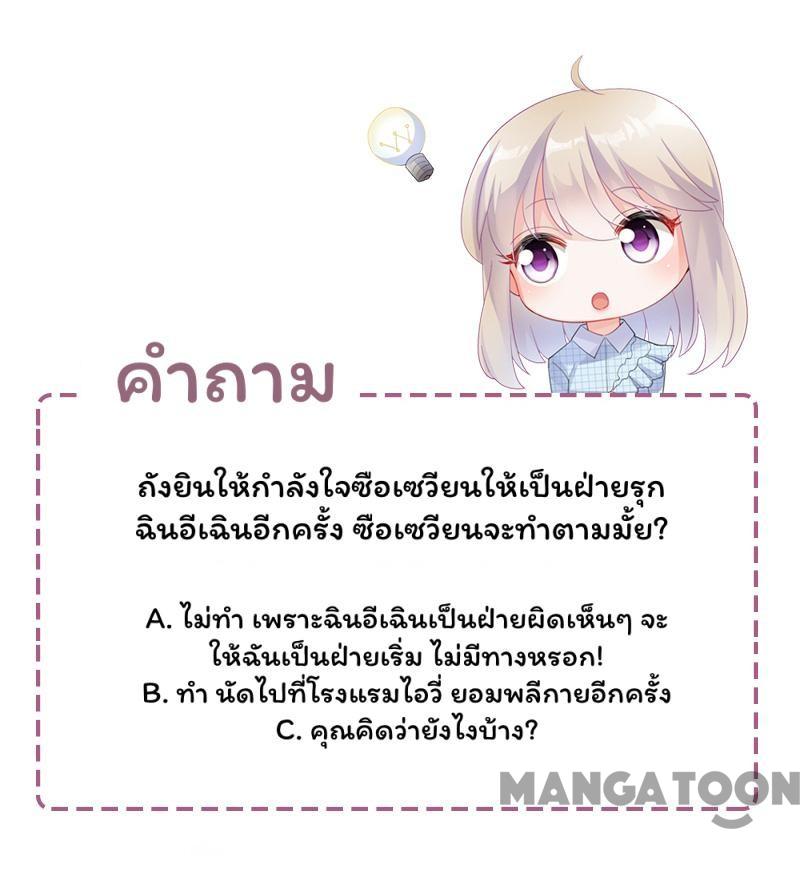 คำถาม
ถังยินให้กำลังใจซือเซวียนให้เป็นฝ่ายรุก
ฉินอีเฉินอีกครั้ง ซือเซวียนจะทำตามมั้ย?
A. ไม่ทำ เพราะฉินอีเฉินเป็นฝ่ายผิดเห็นๆ จะ
ให้ฉันเป็นฝ่ายเริ่ม ไม่มีทางหรอก!
B. ทำ นัดไปที่โรงแรมไอวี่ ยอมพลีกายอีกครั้ง
C. คุณคิดว่ายังไงบ้าง?
MANGATOON